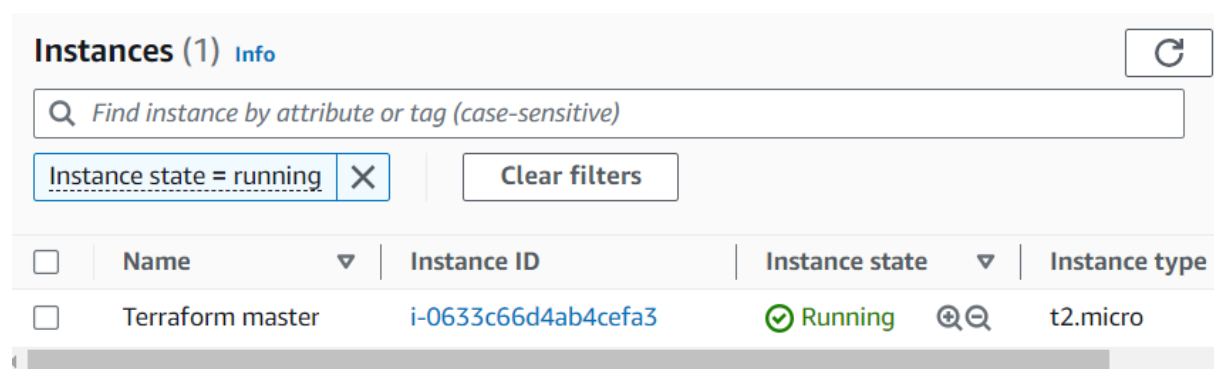 Instances (1) Info
Find instance by attribute or tag (case-sensitive)
Instance state = running
Clear filters
Name Instance ID Instance state Instance type
Terraform master i-0633c66d4ab4cefa3 Running t2.micro